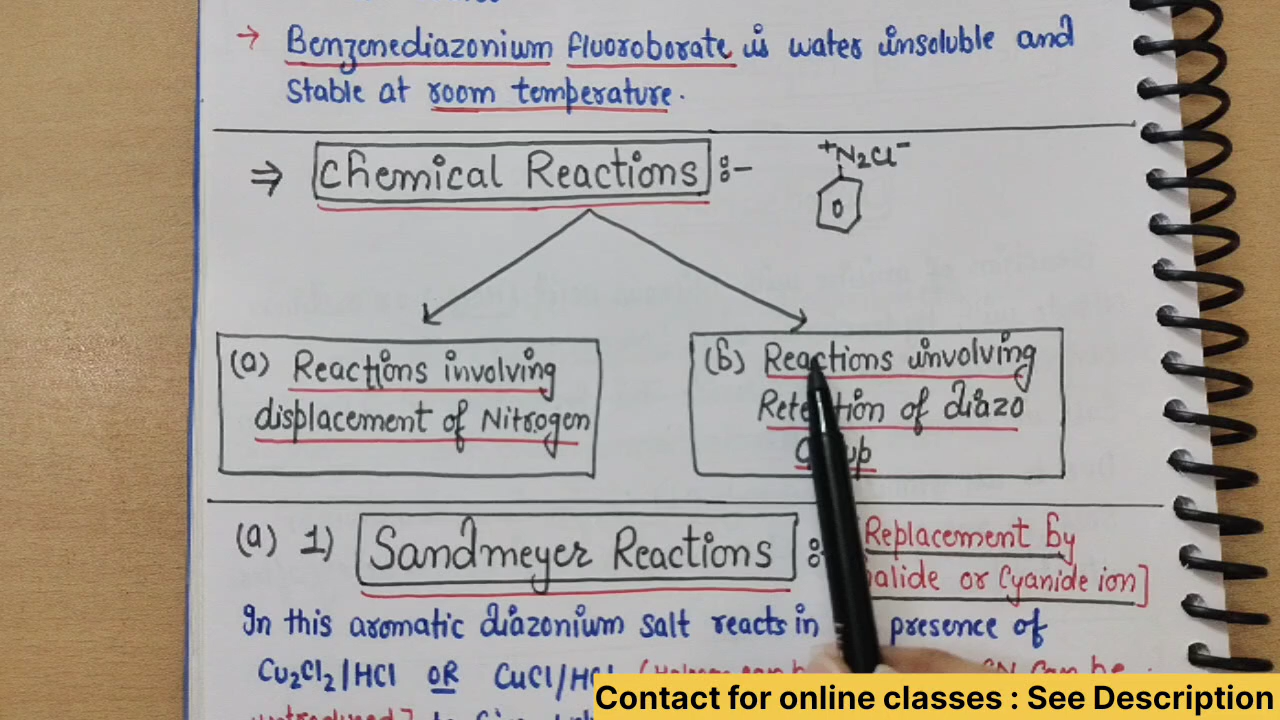 → Benzenediazonium fluoroborate is water insoluble and
stable at room temperature.
⇒ Chemical Reactions :-
+N2Cl-
(a) Reactions involving
displacement of Nitrogen
(b) Reactions involving
Retention of diazo
(a) 1) Sandmeyer Reactions :- Replacement by
halide or Cyanide ion]
In this aromatic diazonium salt reacts in presence of
Cu2Cl2/HCl OR CuCl/HCl
Contact for online classes : See Description